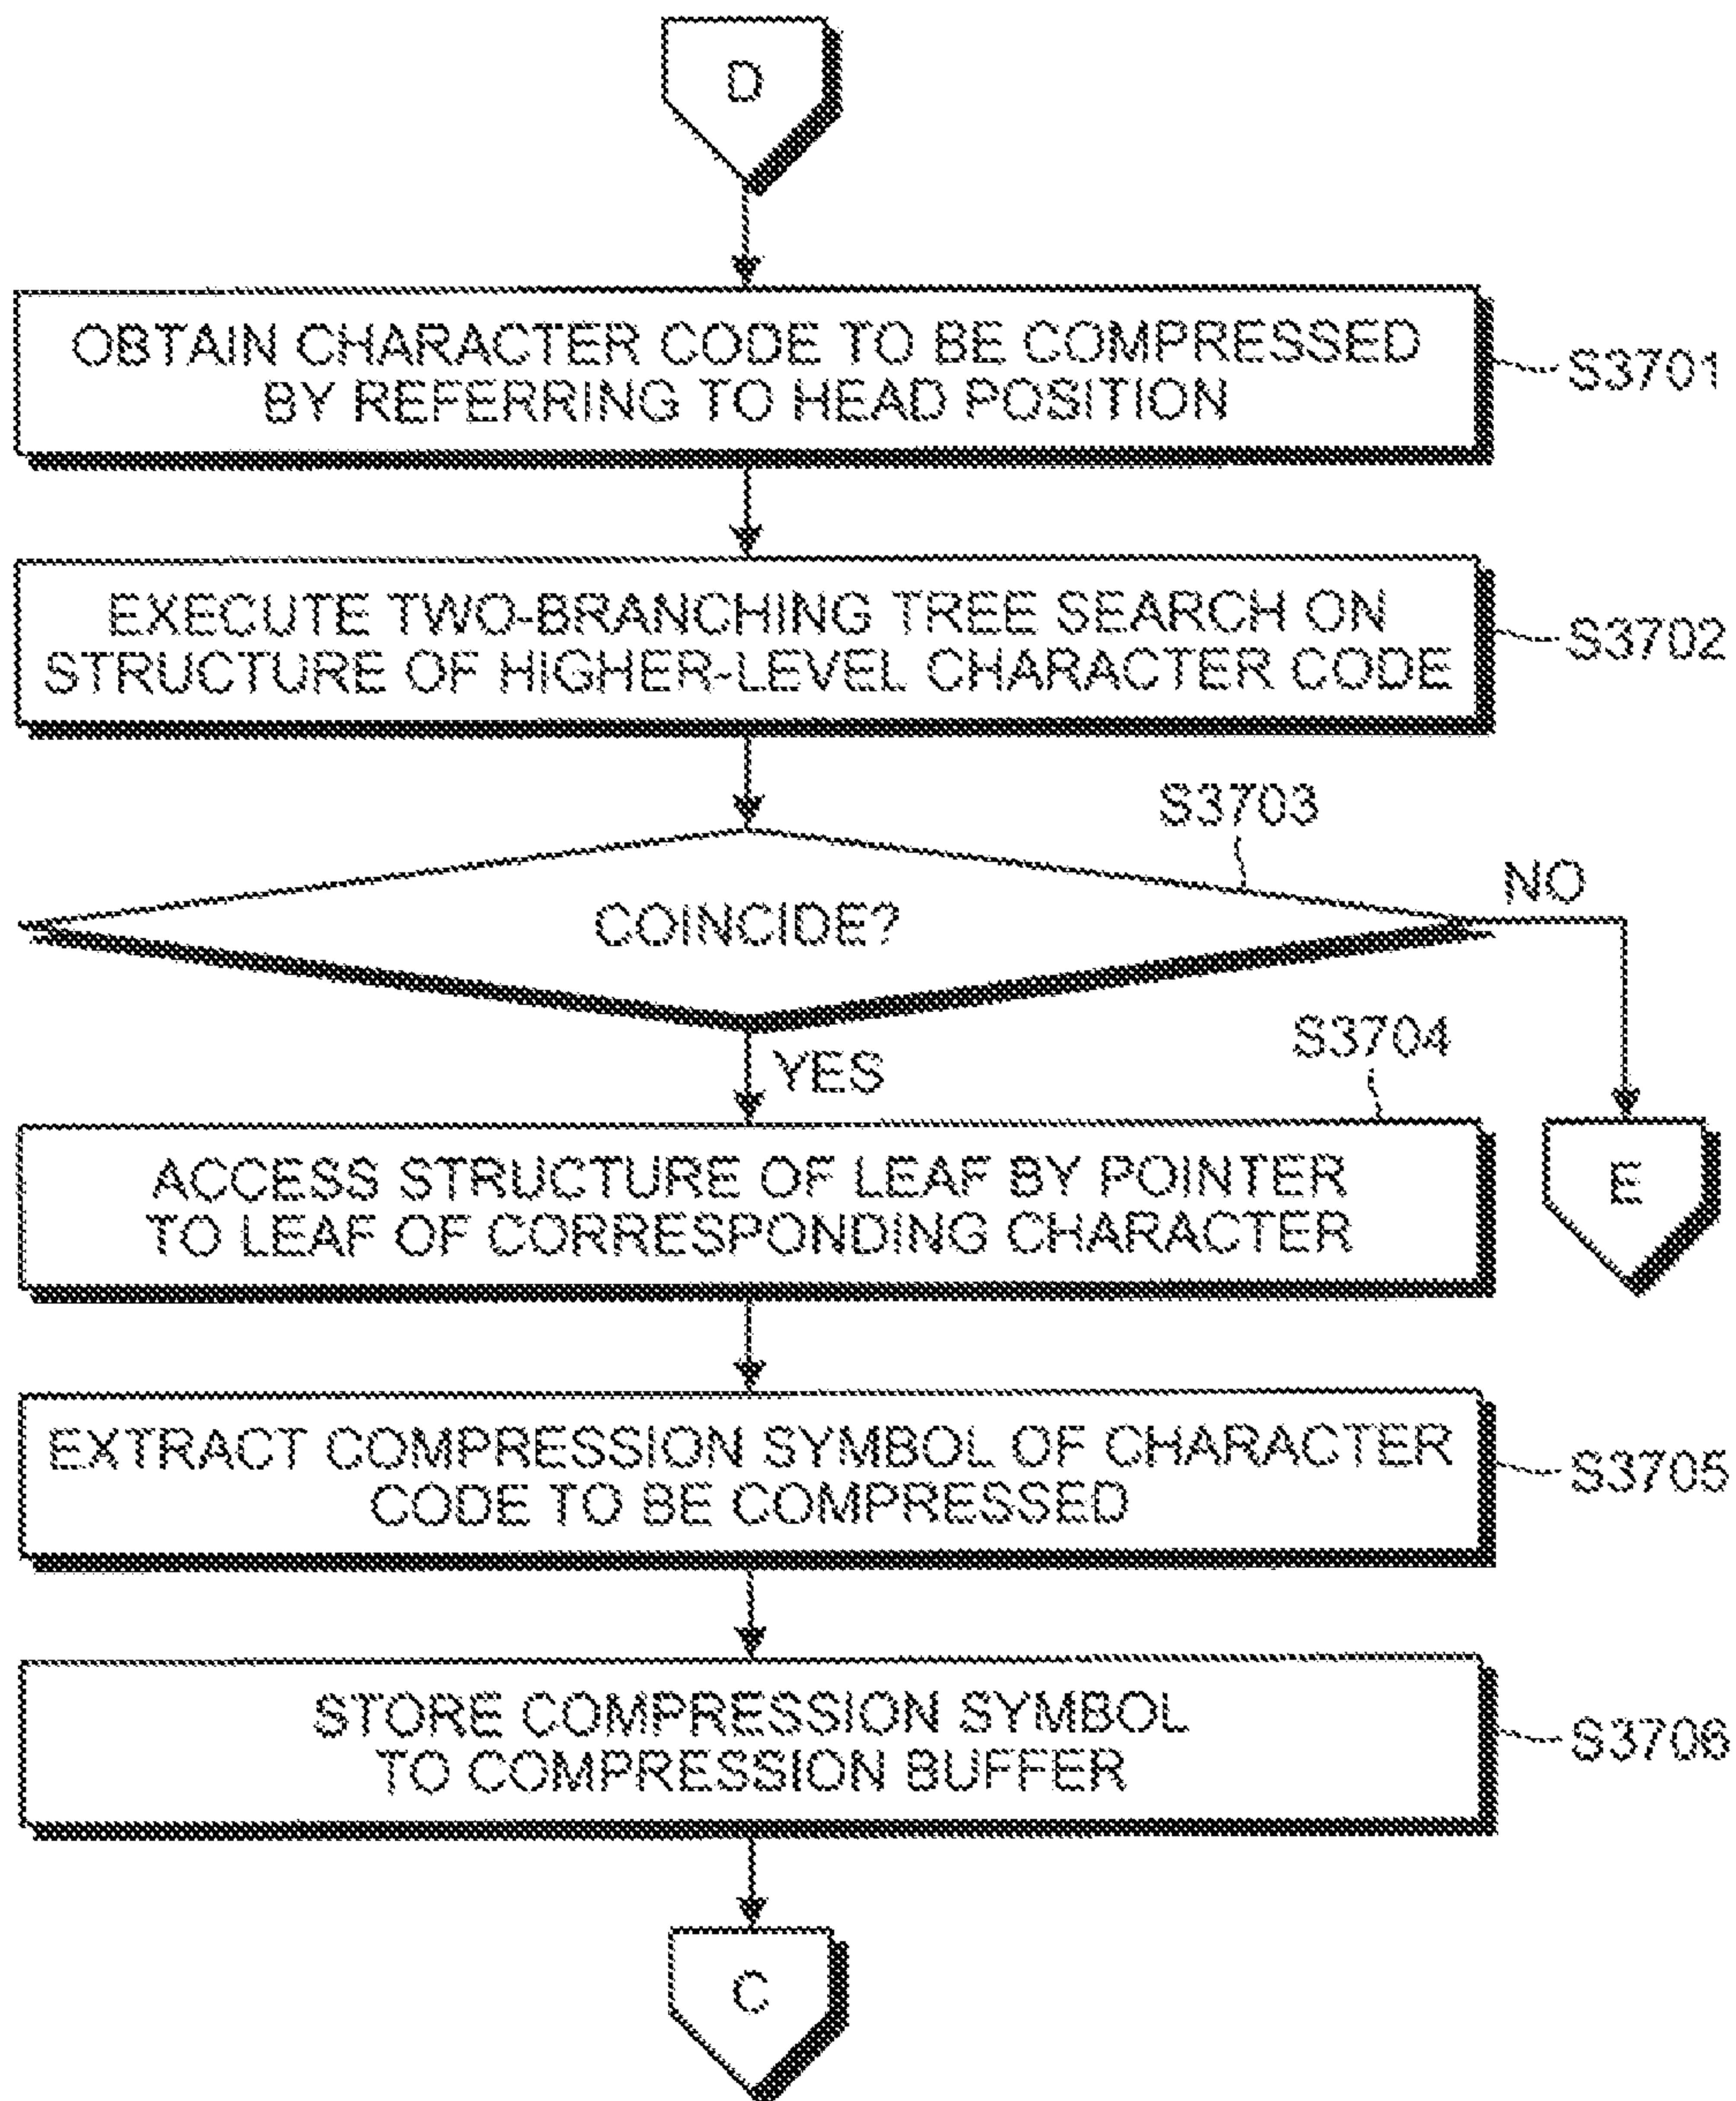 D
OBTAIN CHARACTER CODE TO BE COMPRESSED
BY REFERRING TO HEAD POSITION
S3701
EXECUTE TWO-BRANCHING TREE SEARCH ON
STRUCTURE OF HIGHER-LEVEL CHARACTER CODE
S3702
S3703
COINCIDE?
NO
YES
S3704
ACCESS STRUCTURE OF LEAF BY POINTER
TO LEAF OF CORRESPONDING CHARACTER
E
EXTRACT COMPRESSION SYMBOL OF CHARACTER
CODE TO BE COMPRESSED
S3705
STORE COMPRESSION SYMBOL
TO COMPRESSION BUFFER
S3706
C